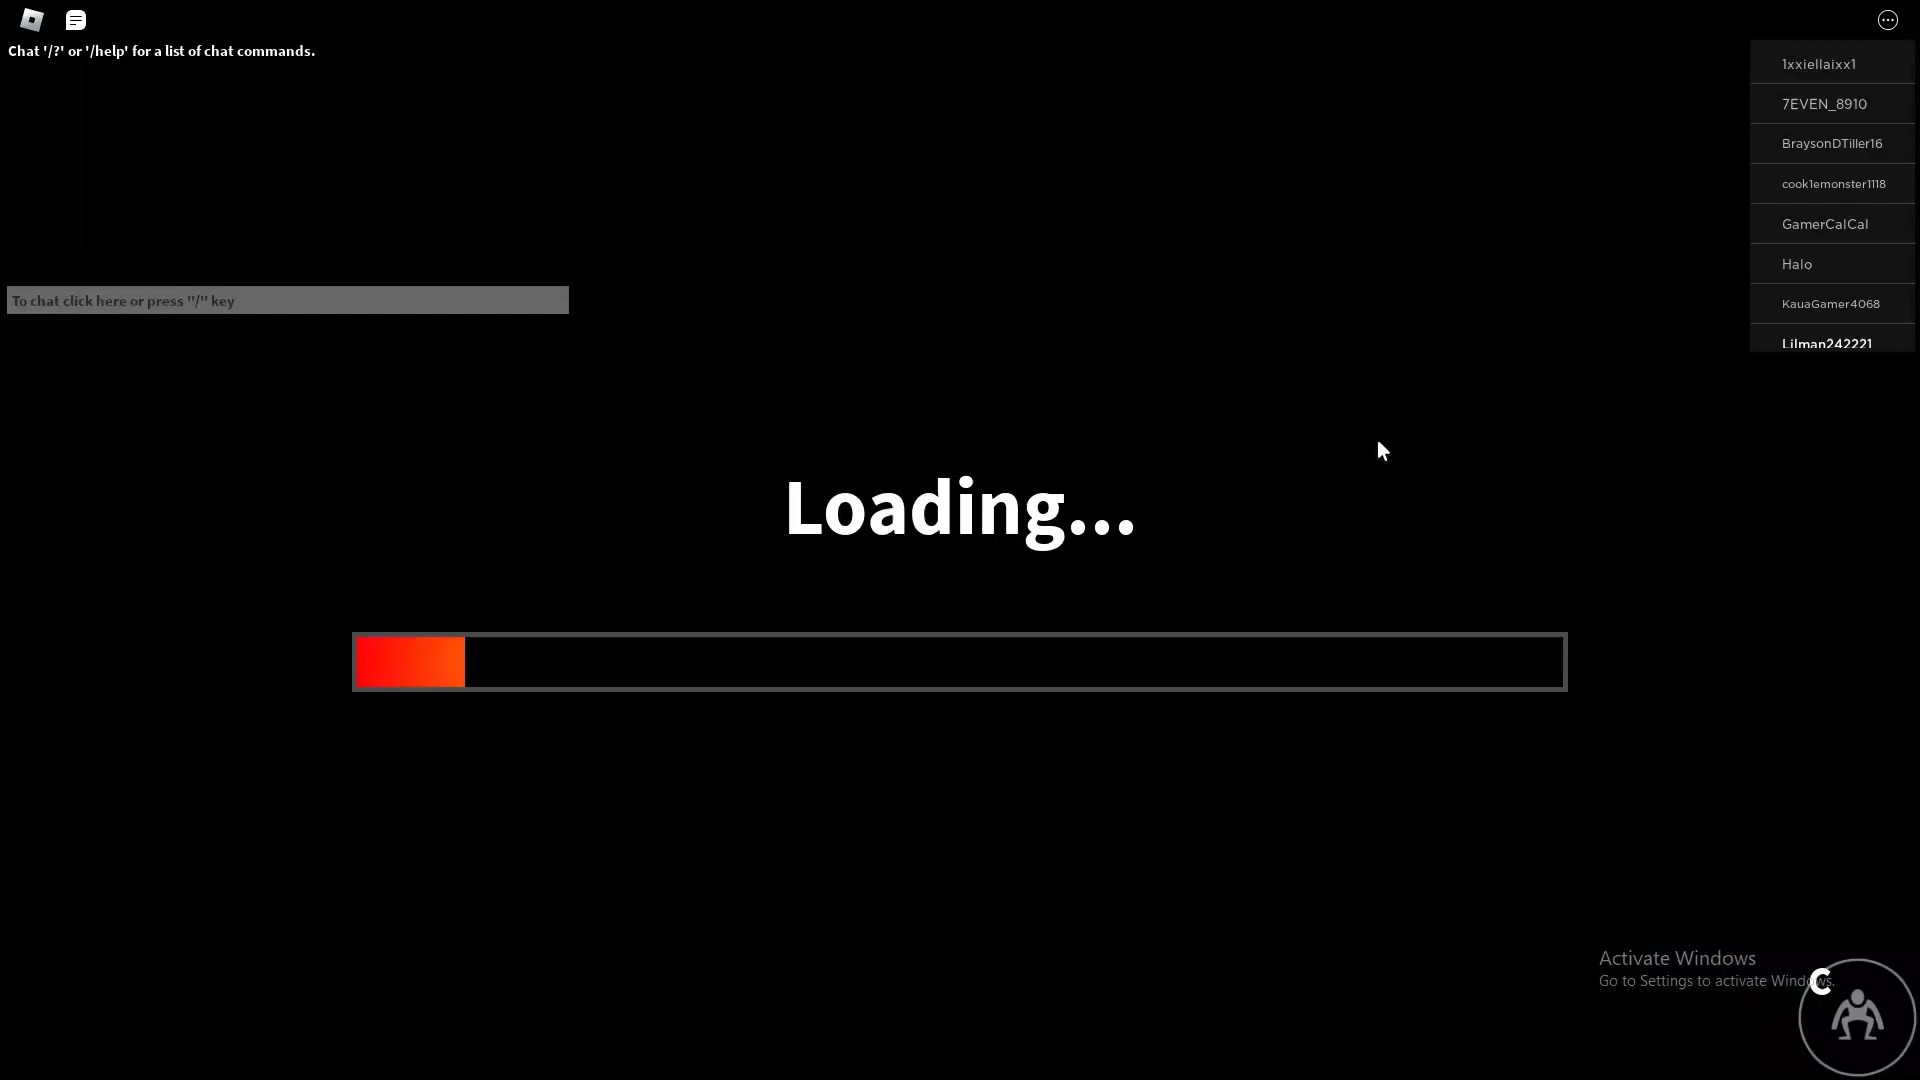 Chat '/?' or '/help' for a list of chat commands.
To chat click here or press "/" key
1xxiellaixx1
7EVEN_8910
BraysonDTiller16
cook1emonster1118
GamerCalCal
Halo
KauaGamer4068
Lilman242221
Loading...
Activate Windows
Go to Settings to activate Windows.
C